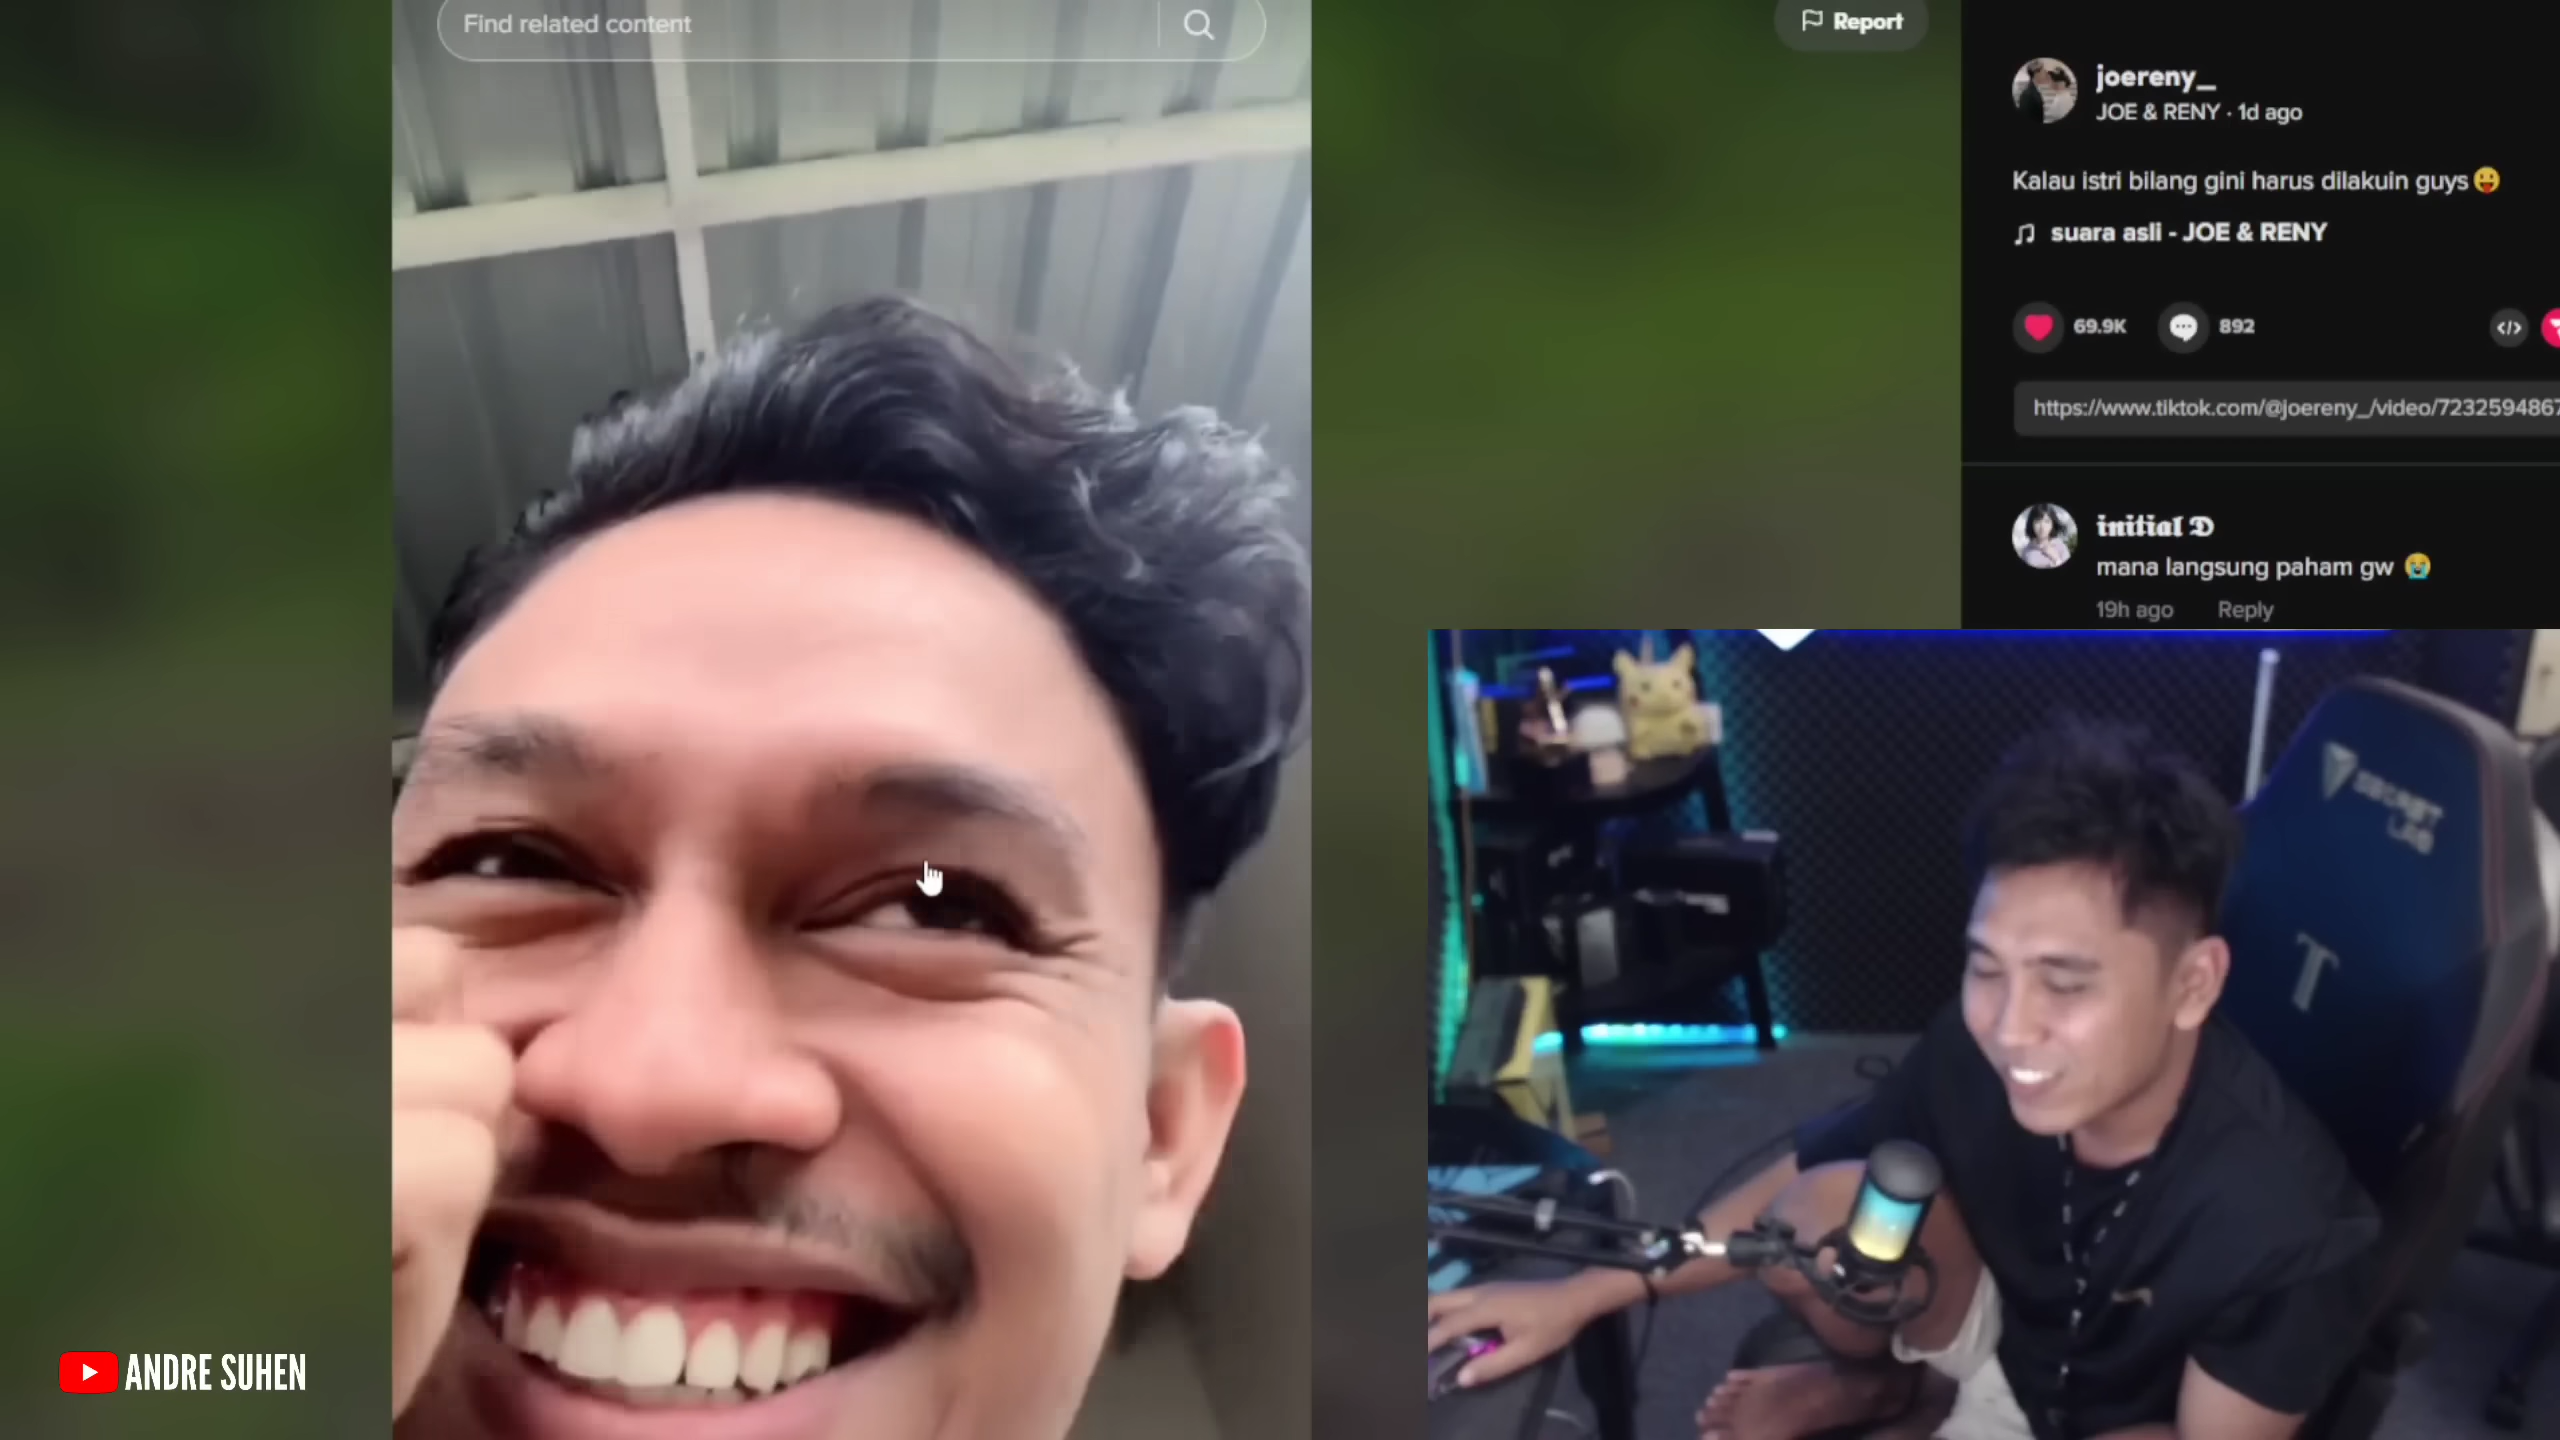 Find related content
Report
joereny_
JOE & RENY · 1d ago
Kalau istri bilang gini harus dilakuin guys😛
suara asli - JOE & RENY
69.9K
892
</>
https://www.tiktok.com/@joereny_/video/7232594867
initial D
mana langsung paham gw 😭
19h ago Reply
SECRET
LAB
ANDRE SUHEN